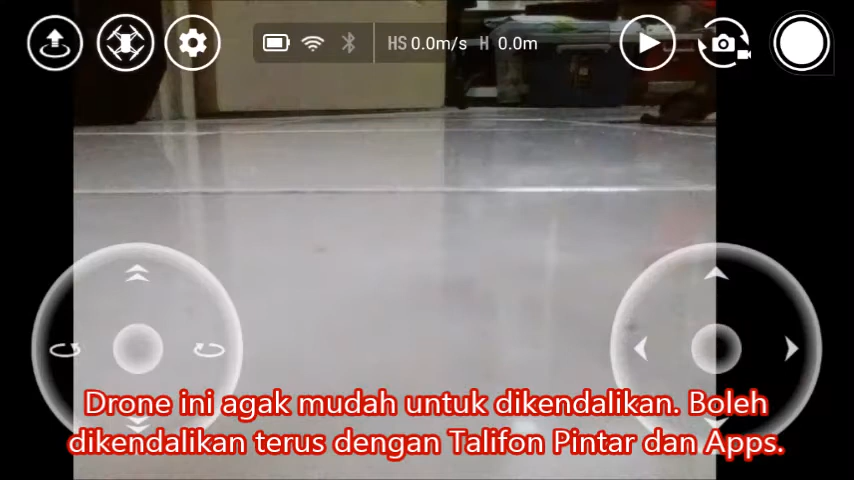 HS 0.0m/s H 0.0m
Drone ini agak mudah untuk dikendalikan. Boleh
dikendalikan terus dengan Talifon Pintar dan Apps.